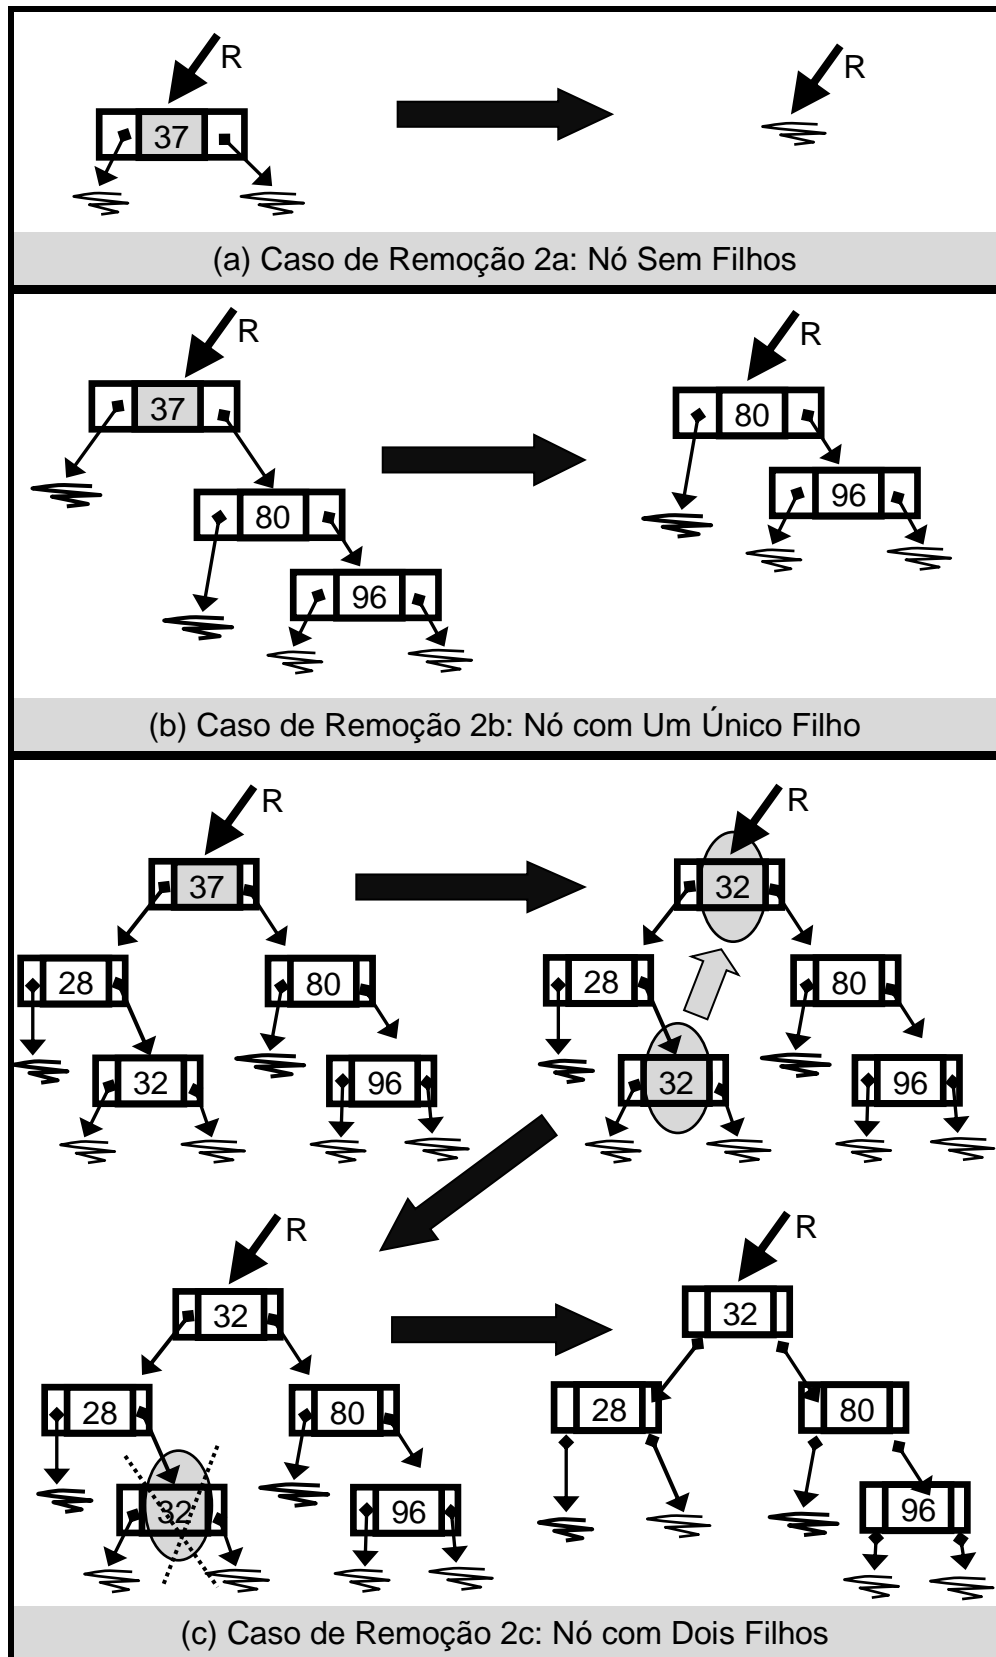 R
37
R
(a) Caso de Remoção 2a: Nó Sem Filhos
R
37
80
96
R
80
96
(b) Caso de Remoção 2b: Nó com Um Único Filho
R
37
28
80
32
96
R
32
28
80
32
96
R
32
28
80
32
96
R
32
28
80
96
(c) Caso de Remoção 2c: Nó com Dois Filhos